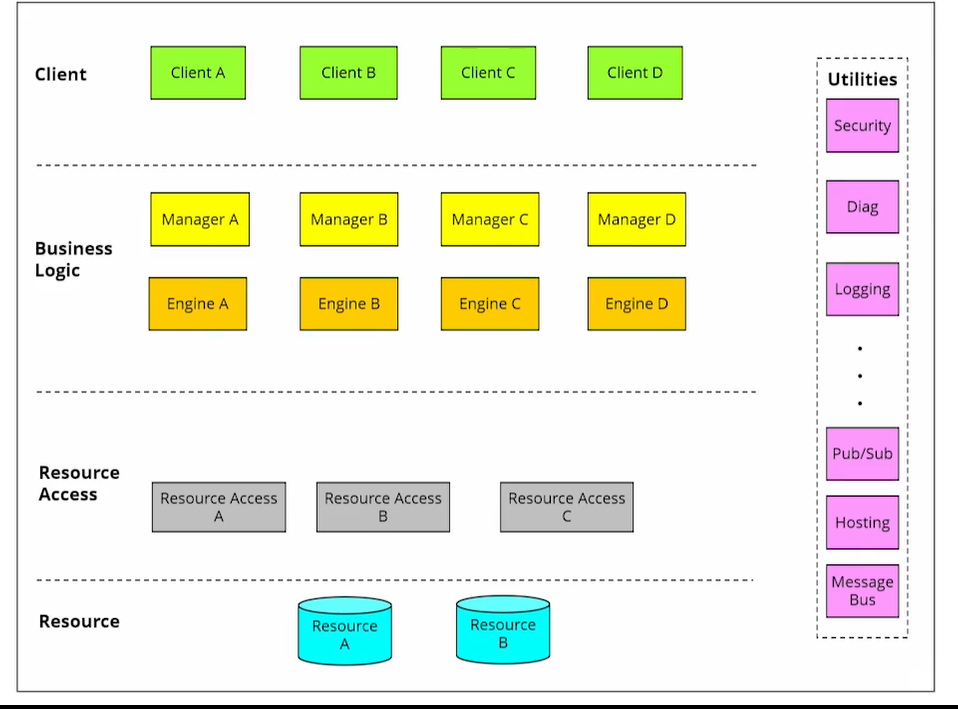 Client
Client A
Client B
Client C
Client D
Business
Logic
Manager A
Manager B
Manager C
Manager D
Engine A
Engine B
Engine C
Engine D
Resource
Access
Resource Access
A
Resource Access
B
Resource Access
C
Resource
Resource
A
Resource
B
Utilities
Security
Diag
Logging
Pub/Sub
Hosting
Message
Bus